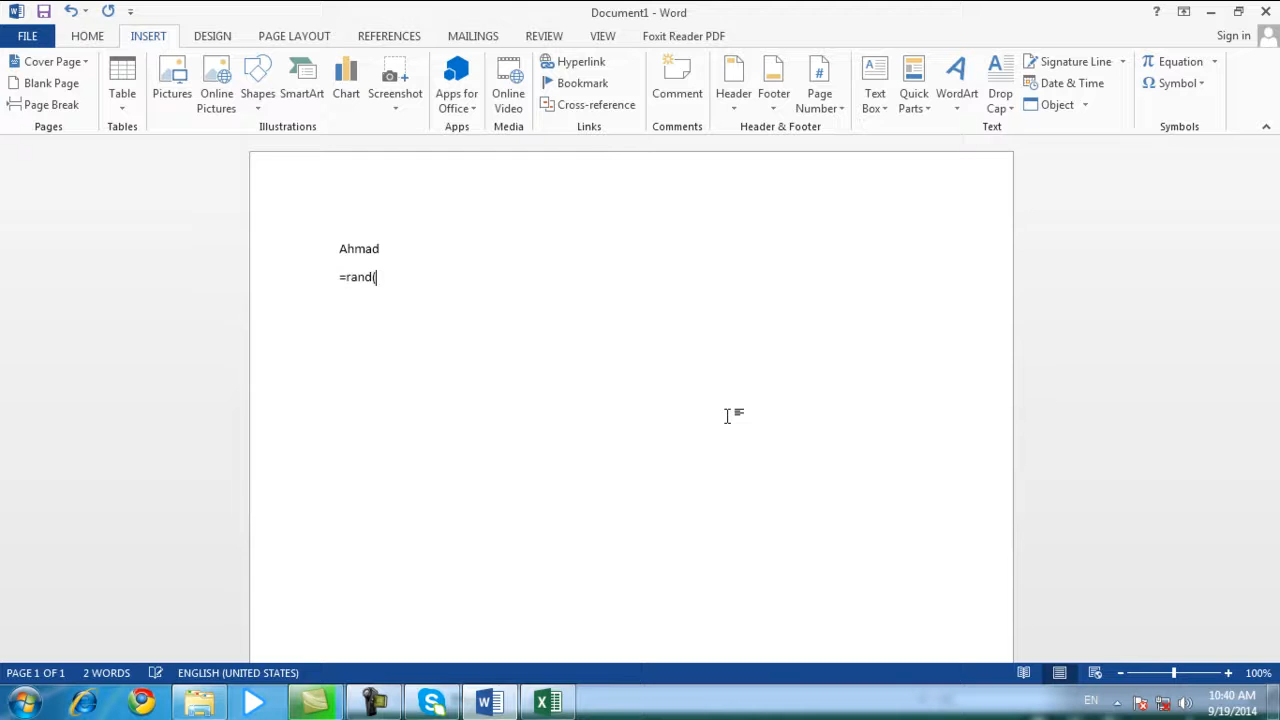 Document1 - Word
?
FILE HOME INSERT DESIGN PAGE LAYOUT REFERENCES MAILINGS REVIEW VIEW Foxit Reader PDF Sign in
Cover Page
Blank Page
Page Break
Pages
Table
Tables
Pictures
Online
Pictures
Shapes
SmartArt
Chart
Screenshot
Illustrations
Apps for
Office
Apps
Online
Video
Media
Hyperlink
Bookmark
Cross-reference
Links
Comment
Comments
Header
Footer
Page
Number
Header & Footer
Text
Box
Quick
Parts
WordArt
Drop
Cap
Signature Line
Date & Time
Object
Text
Equation
Symbol
Symbols
Ahmad
=rand(
PAGE 1 OF 1 2 WORDS ENGLISH (UNITED STATES) 100%
EN
10:40 AM
9/19/2014